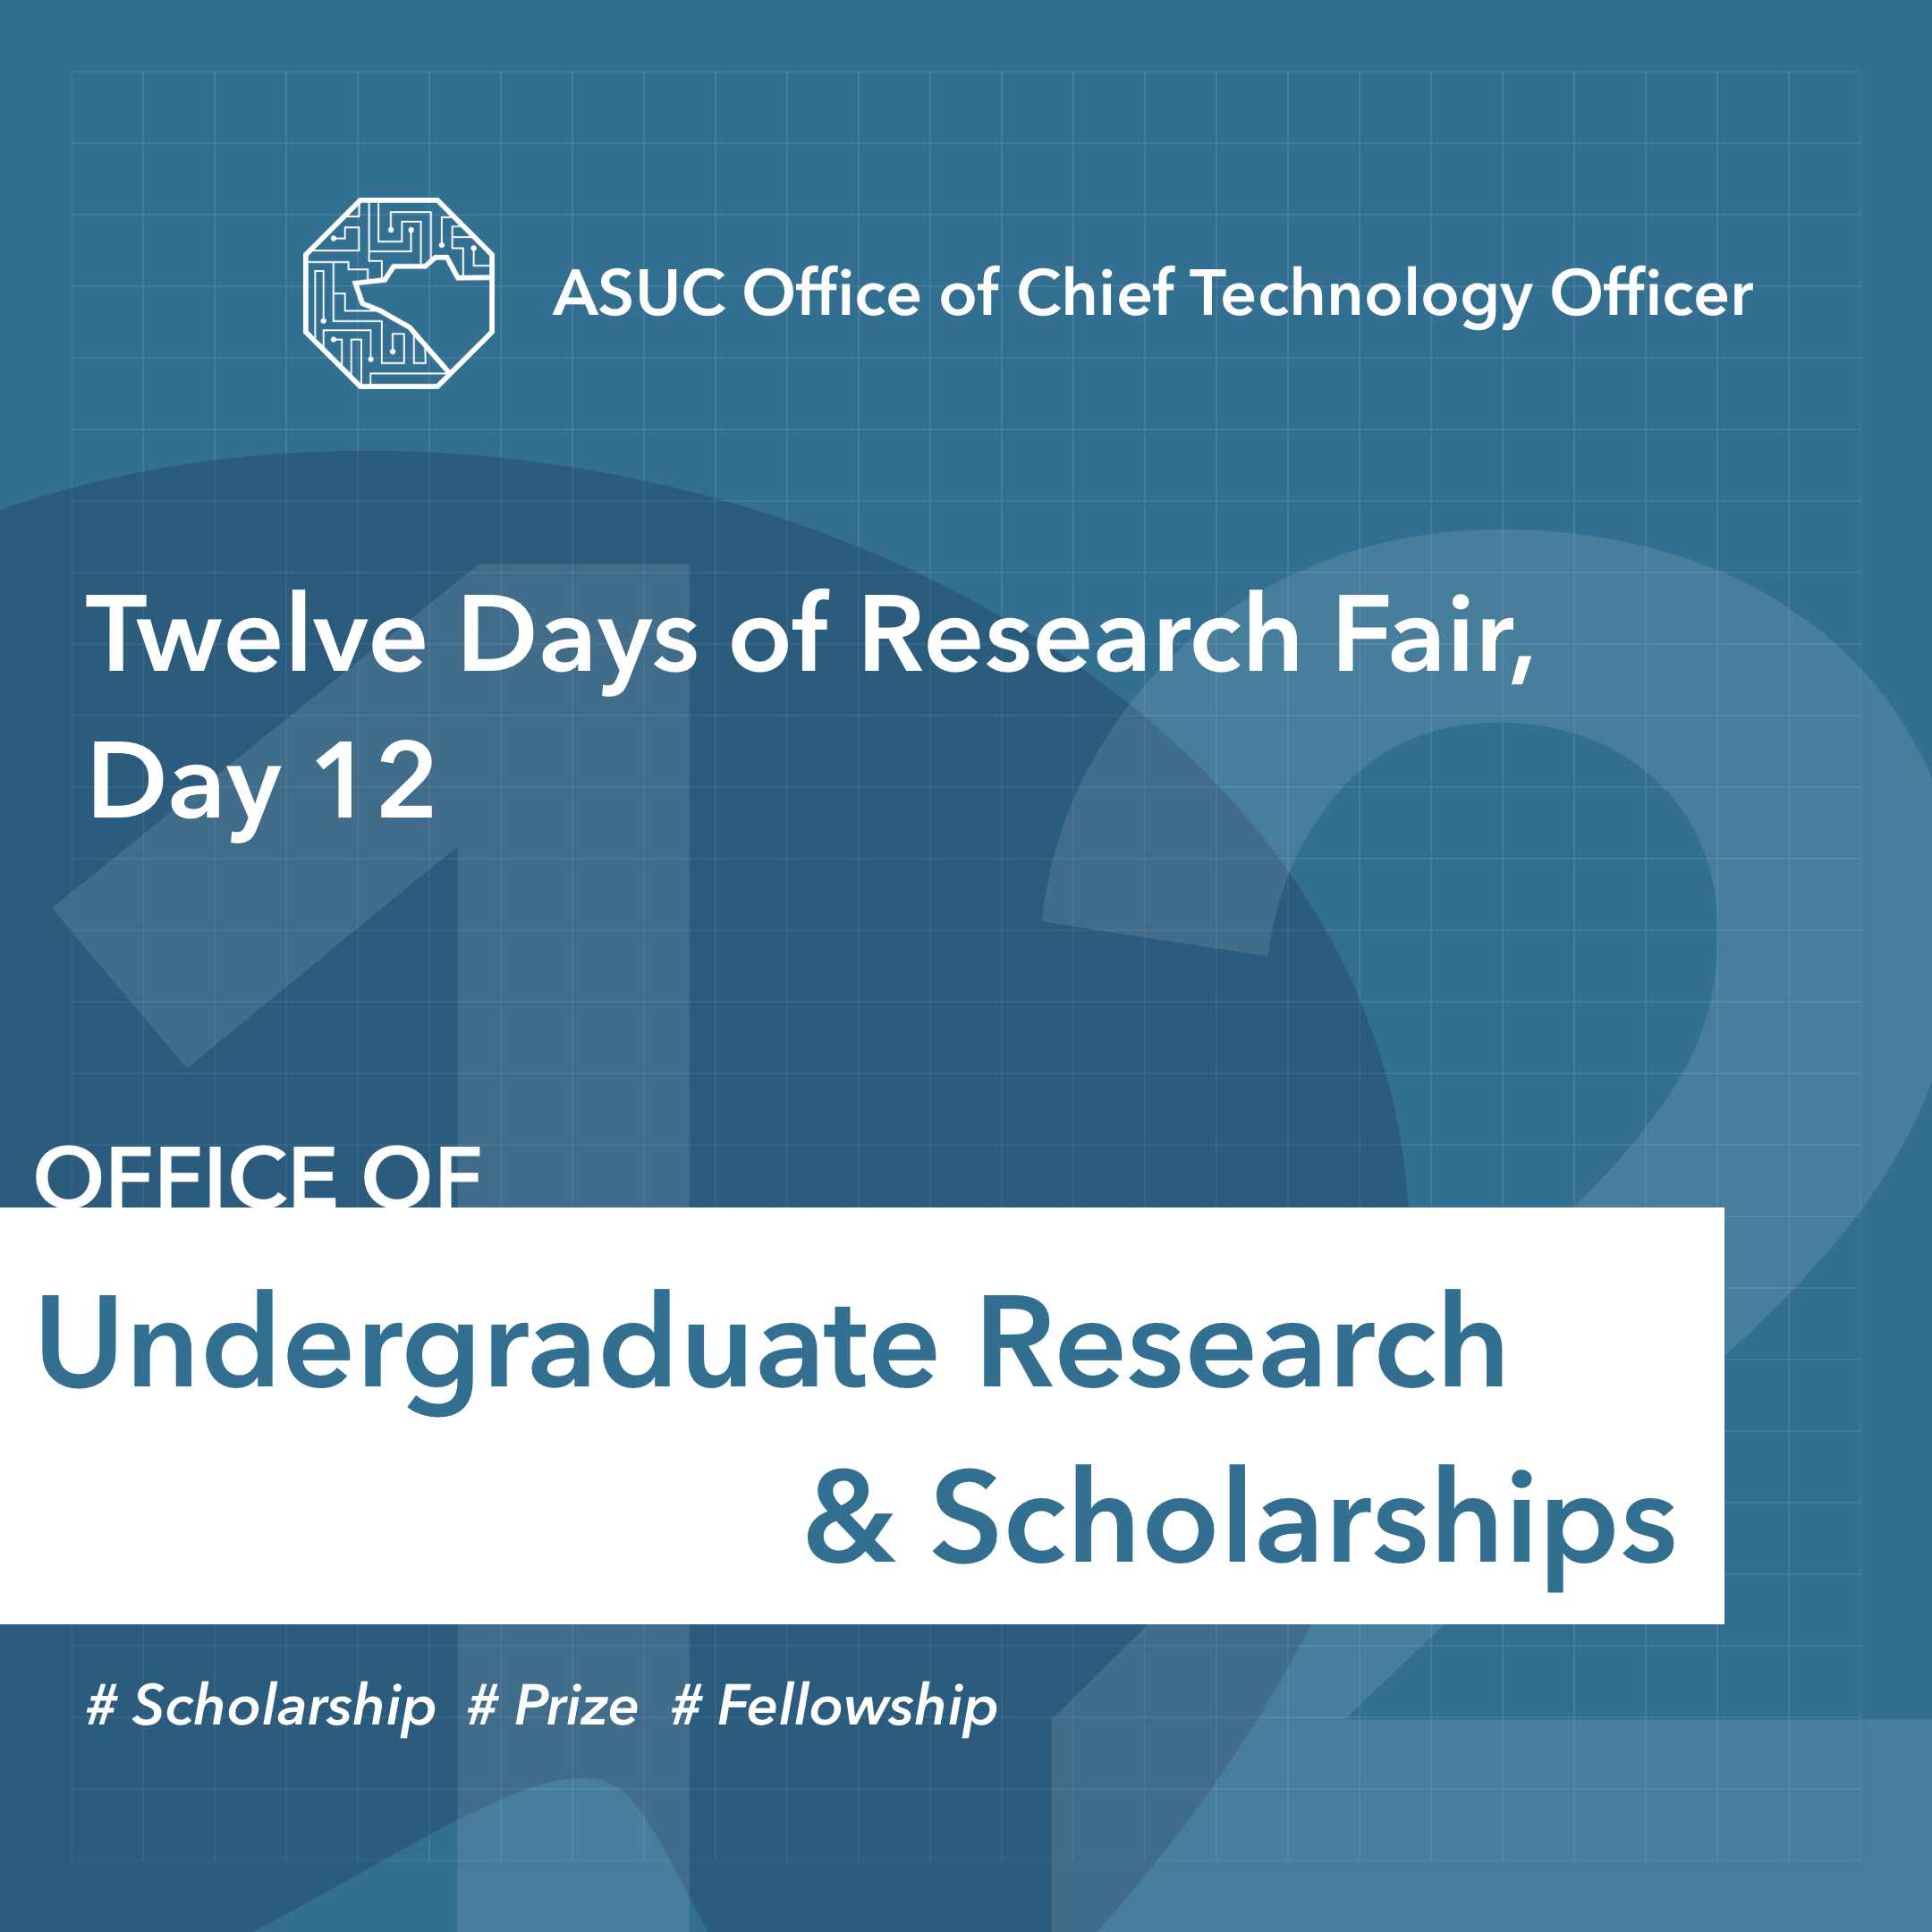 ASUC Office of Chief Technology Officer
Twelve Days of Research Fair,
Day 12
OFFICE OF
Undergraduate Research
& Scholarships
# Scholarship # Prize # Fellowship
12